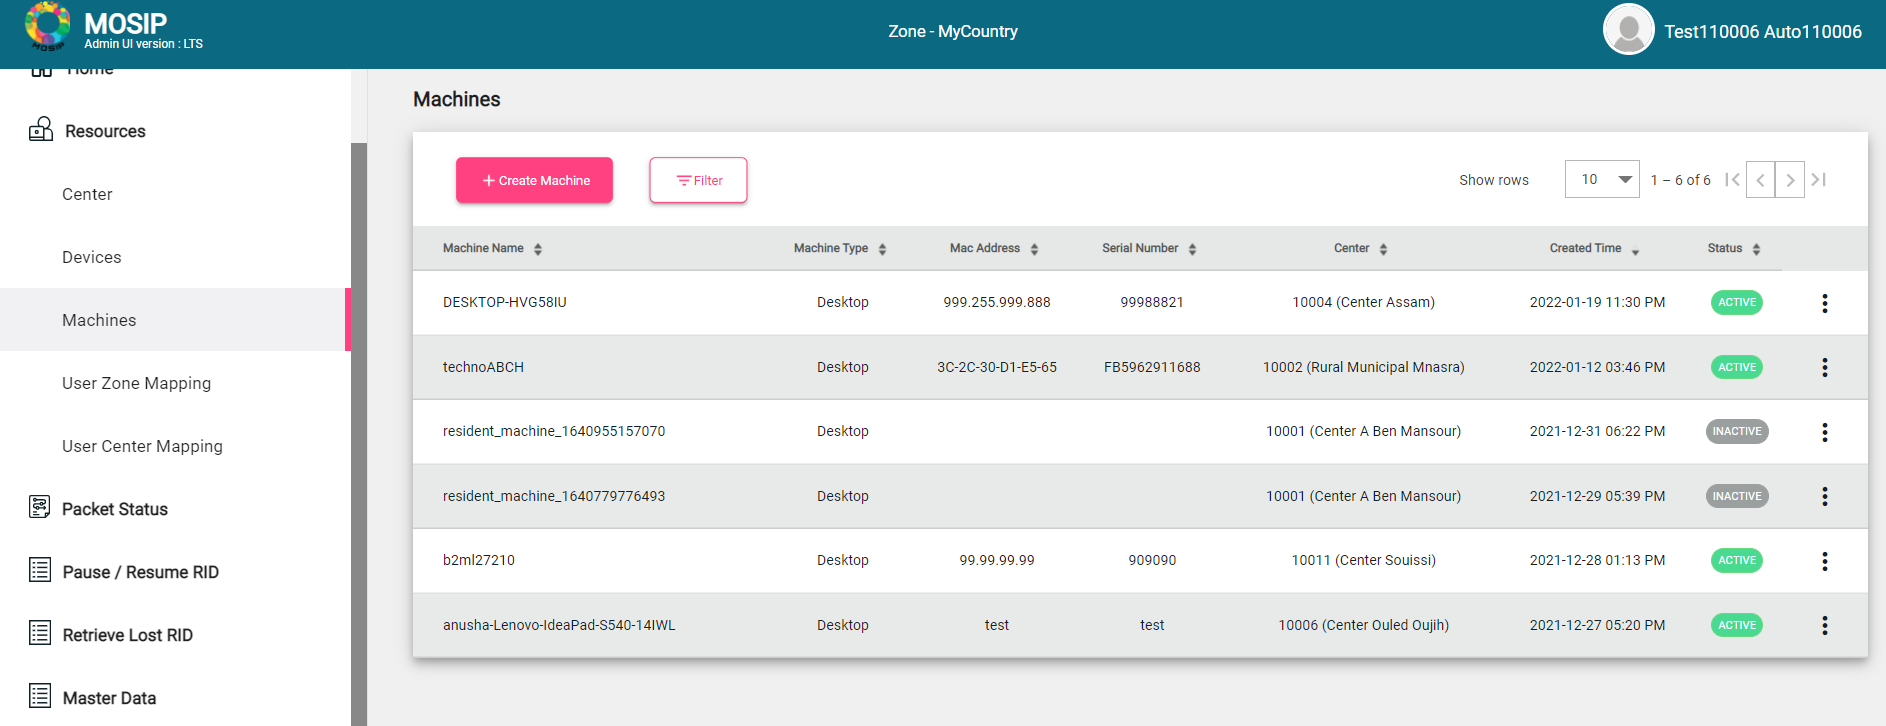 MOSIP
Admin UI version : LTS
Zone - MyCountry
Test110006 Auto110006
Home
Resources
Center
Devices
Machines
User Zone Mapping
User Center Mapping
Packet Status
Pause / Resume RID
Retrieve Lost RID
Master Data
Machines
+ Create Machine
Filter
Show rows 10 1 – 6 of 6
Machine Name Machine Type Mac Address Serial Number Center Created Time Status
DESKTOP-HVG58IU Desktop 999.255.999.888 99988821 10004 (Center Assam) 2022-01-19 11:30 PM ACTIVE
technoABCH Desktop 3C-2C-30-D1-E5-65 FB5962911688 10002 (Rural Municipal Mnasra) 2022-01-12 03:46 PM ACTIVE
resident_machine_1640955157070 Desktop 10001 (Center A Ben Mansour) 2021-12-31 06:22 PM INACTIVE
resident_machine_1640779776493 Desktop 10001 (Center A Ben Mansour) 2021-12-29 05:39 PM INACTIVE
b2ml27210 Desktop 99.99.99.99 909090 10011 (Center Souissi) 2021-12-28 01:13 PM ACTIVE
anusha-Lenovo-IdeaPad-S540-14IWL Desktop test test 10006 (Center Ouled Oujih) 2021-12-27 05:20 PM ACTIVE